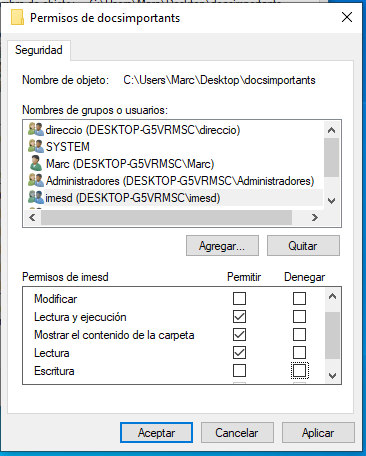 Permisos de docsimportants
Seguridad
Nombre de objeto: C:\Users\Marc\Desktop\docsimportants
Nombres de grupos o usuarios:
direccio (DESKTOP-G5VRMSC\direccio)
SYSTEM
Marc (DESKTOP-G5VRMSC\Marc)
Administradores (DESKTOP-G5VRMSC\Administradores)
imesd (DESKTOP-G5VRMSC\imesd)
Agregar... Quitar
Permisos de imesd Permitir Denegar
Modificar
Lectura y ejecución
Mostrar el contenido de la carpeta
Lectura
Escritura
Aceptar Cancelar Aplicar